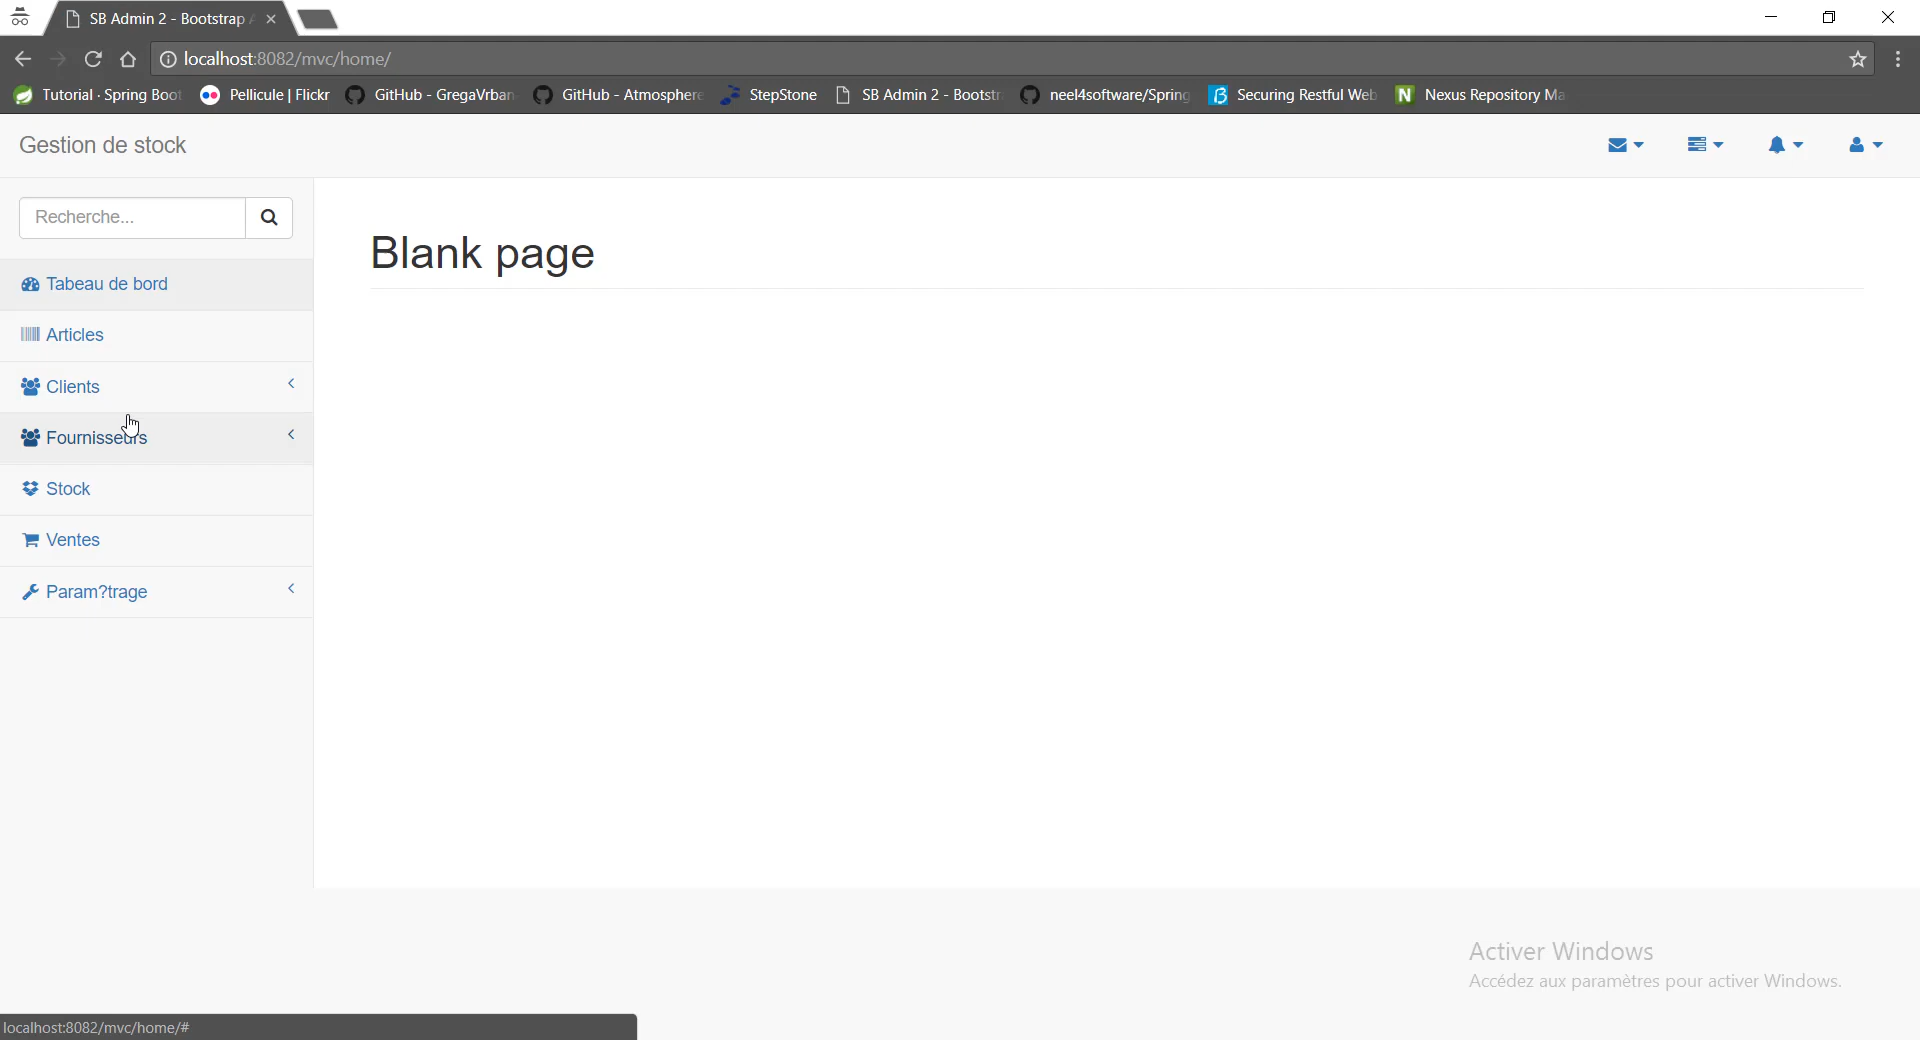 SB Admin 2 - Bootstrap
localhost:8082/mvc/home/
Tutorial · Spring Boot
Pellicule | Flickr
GitHub - GregaVrban
GitHub - Atmosphere
StepStone
SB Admin 2 - Bootstr
neel4software/Spring
Securing Restful Web
Nexus Repository Ma
Gestion de stock
Recherche...
Blank page
Tabeau de bord
Articles
Clients
Fournisseurs
Stock
Ventes
Param?trage
Activer Windows
Accédez aux paramètres pour activer Windows.
localhost:8082/mvc/home/#